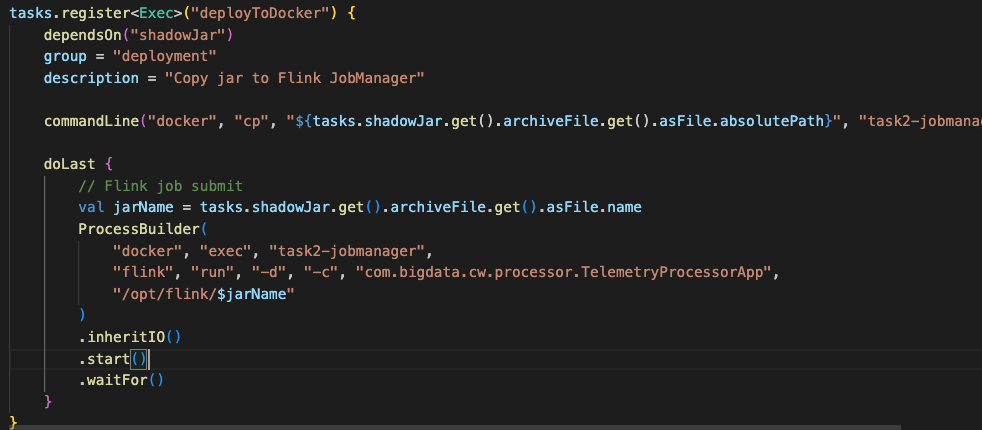 tasks.register<Exec>("deployToDocker") {
    dependsOn("shadowJar")
    group = "deployment"
    description = "Copy jar to Flink JobManager"

    commandLine("docker", "cp", "${tasks.shadowJar.get().archiveFile.get().asFile.absolutePath}", "task2-jobmana

    doLast {
        // Flink job submit
        val jarName = tasks.shadowJar.get().archiveFile.get().asFile.name
        ProcessBuilder(
            "docker", "exec", "task2-jobmanager",
            "flink", "run", "-d", "-c", "com.bigdata.cw.processor.TelemetryProcessorApp",
            "/opt/flink/$jarName"
        )
        .inheritIO()
        .start()
        .waitFor()
    }
}